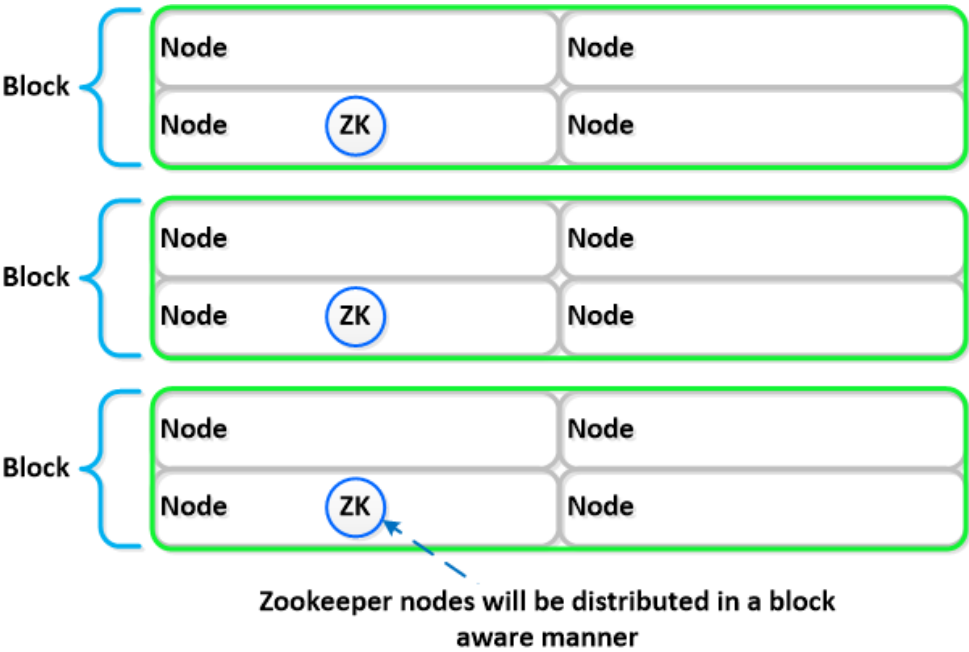 Node Node
Block
Node ZK Node
Node Node
Block
Node ZK Node
Node Node
Block
Node ZK Node
Zookeeper nodes will be distributed in a block
aware manner